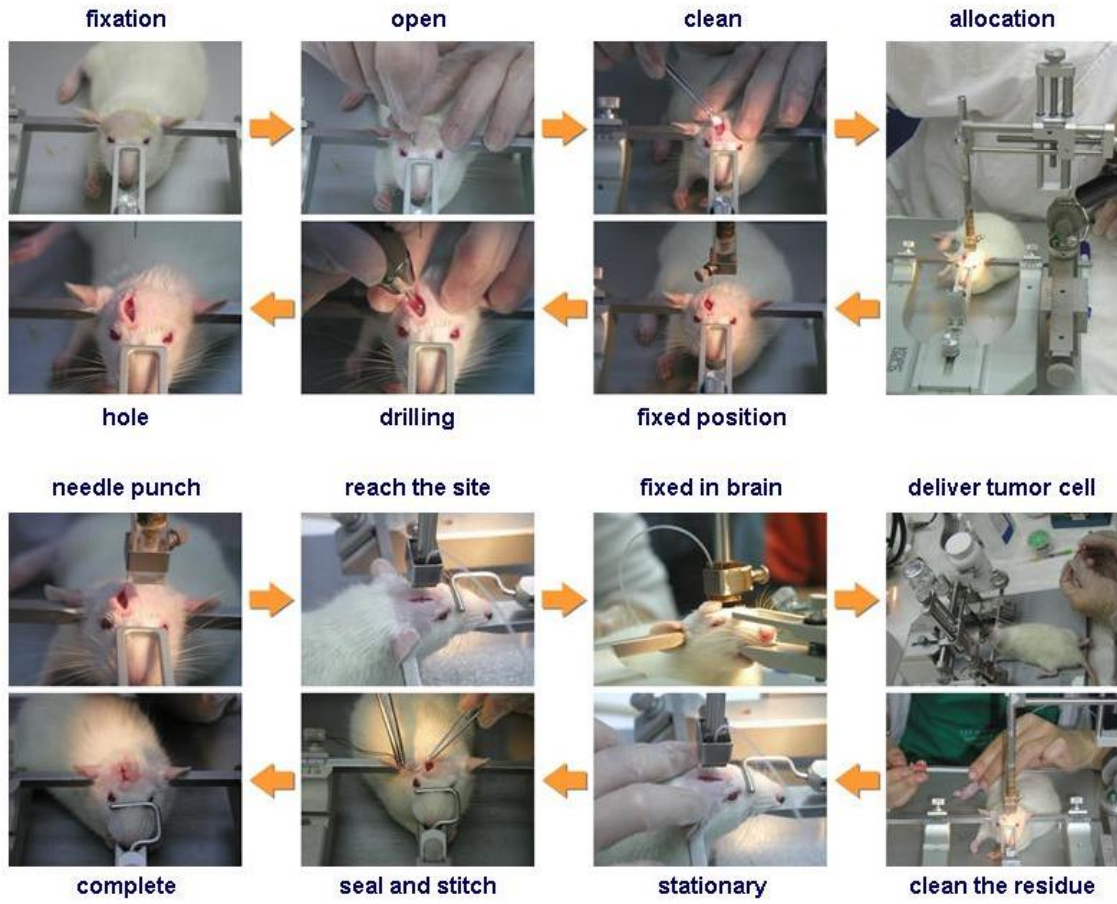 fixation
open
clean
allocation
hole
drilling
fixed position
needle punch
reach the site
fixed in brain
deliver tumor cell
complete
seal and stitch
stationary
clean the residue